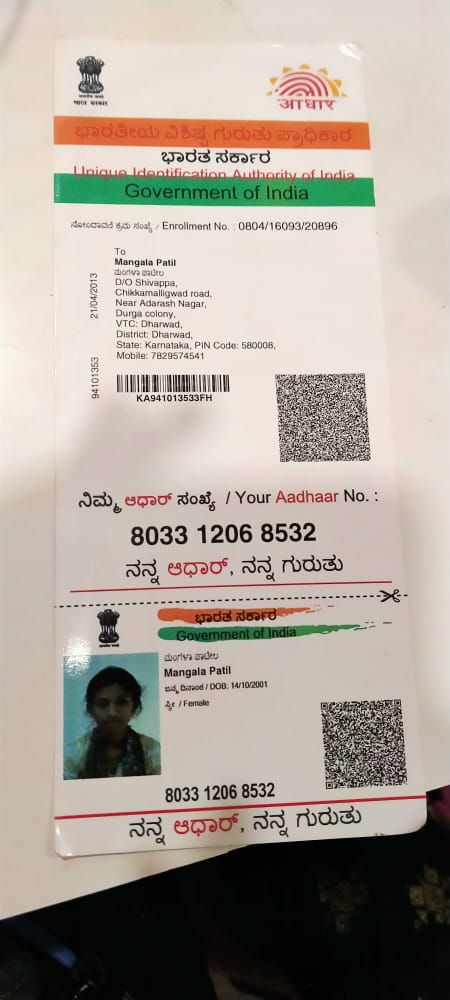 भारत सरकार
आधार
ಭಾರತೀಯ ವಿಶಿಷ್ಟ ಗುರುತು ಪ್ರಾಧಿಕಾರ
ಭಾರತ ಸರ್ಕಾರ
Unique Identification Authority of India
Government of India
ನೋಂದಾವಣೆ ಕ್ರಮ ಸಂಖ್ಯೆ / Enrollment No. : 0804/16093/20896
21/04/2013
94101353
To
Mangala Patil
ಮಂಗಳಾ ಪಾಟೀಲ
D/O Shivappa,
Chikkamalligwad road,
Near Adarash Nagar,
Durga colony,
VTC: Dharwad,
District: Dharwad,
State: Karnataka, PIN Code: 580008,
Mobile: 7829574541
KA941013533FH
ನಿಮ್ಮ ಆಧಾರ್ ಸಂಖ್ಯೆ / Your Aadhaar No. :
8033 1206 8532
ನನ್ನ ಆಧಾರ್, ನನ್ನ ಗುರುತು
ಭಾರತ ಸರ್ಕಾರ
Government of India
ಮಂಗಳಾ ಪಾಟೀಲ
Mangala Patil
ಜನ್ಮ ದಿನಾಂಕ / DOB: 14/10/2001
ಸ್ತ್ರೀ / Female
8033 1206 8532
ನನ್ನ ಆಧಾರ್, ನನ್ನ ಗುರುತು